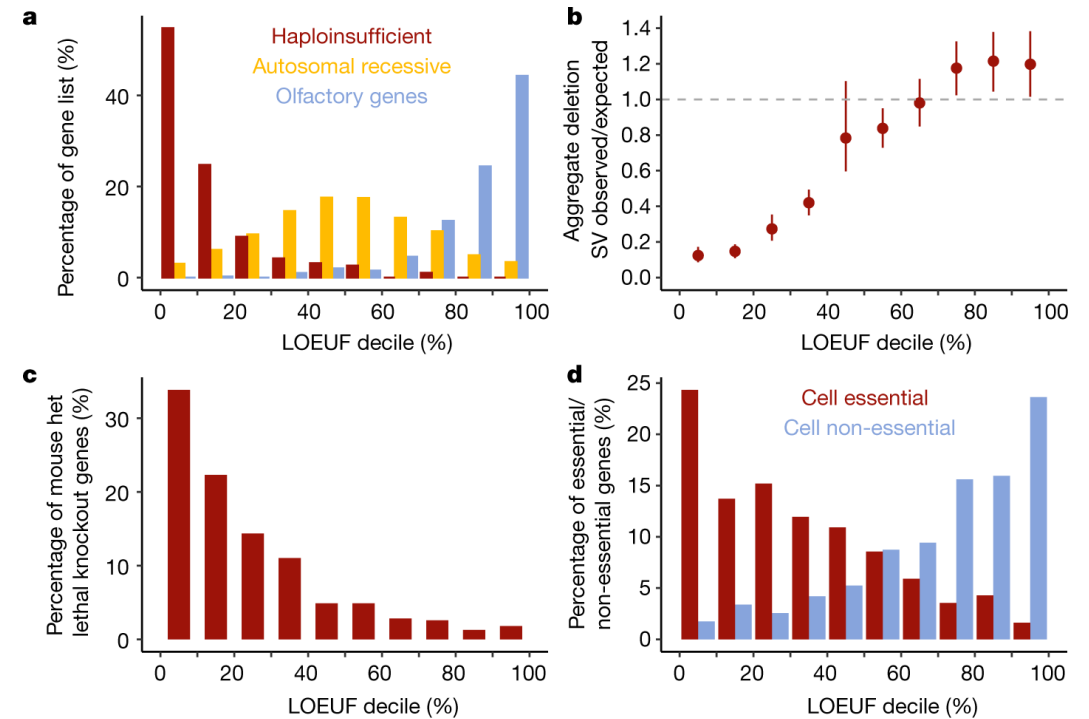 a
Percentage of gene list (%)
40
20
0
Haploinsufficient
Autosomal recessive
Olfactory genes
0 20 40 60 80 100
LOEUF decile (%)
b
Aggregate deletion
SV observed/expected
1.4
1.2
1.0
0.8
0.6
0.4
0.2
0.0
0 20 40 60 80 100
LOEUF decile (%)
c
Percentage of mouse het
lethal knockout genes (%)
30
20
10
0
0 20 40 60 80 100
LOEUF decile (%)
d
Percentage of essential/
non-essential genes (%)
25
20
15
10
5
0
Cell essential
Cell non-essential
0 20 40 60 80 100
LOEUF decile (%)